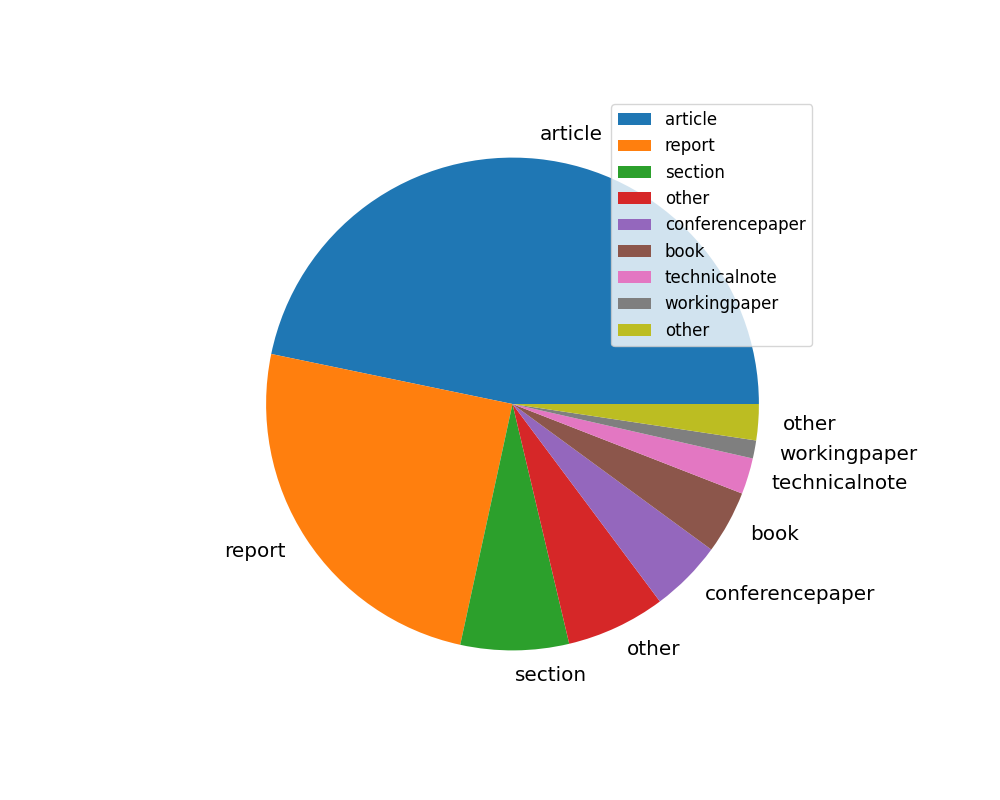 article
article
report
section
other
conferencepaper
book
technicalnote
workingpaper
other
other
workingpaper
technicalnote
book
report
conferencepaper
other
section